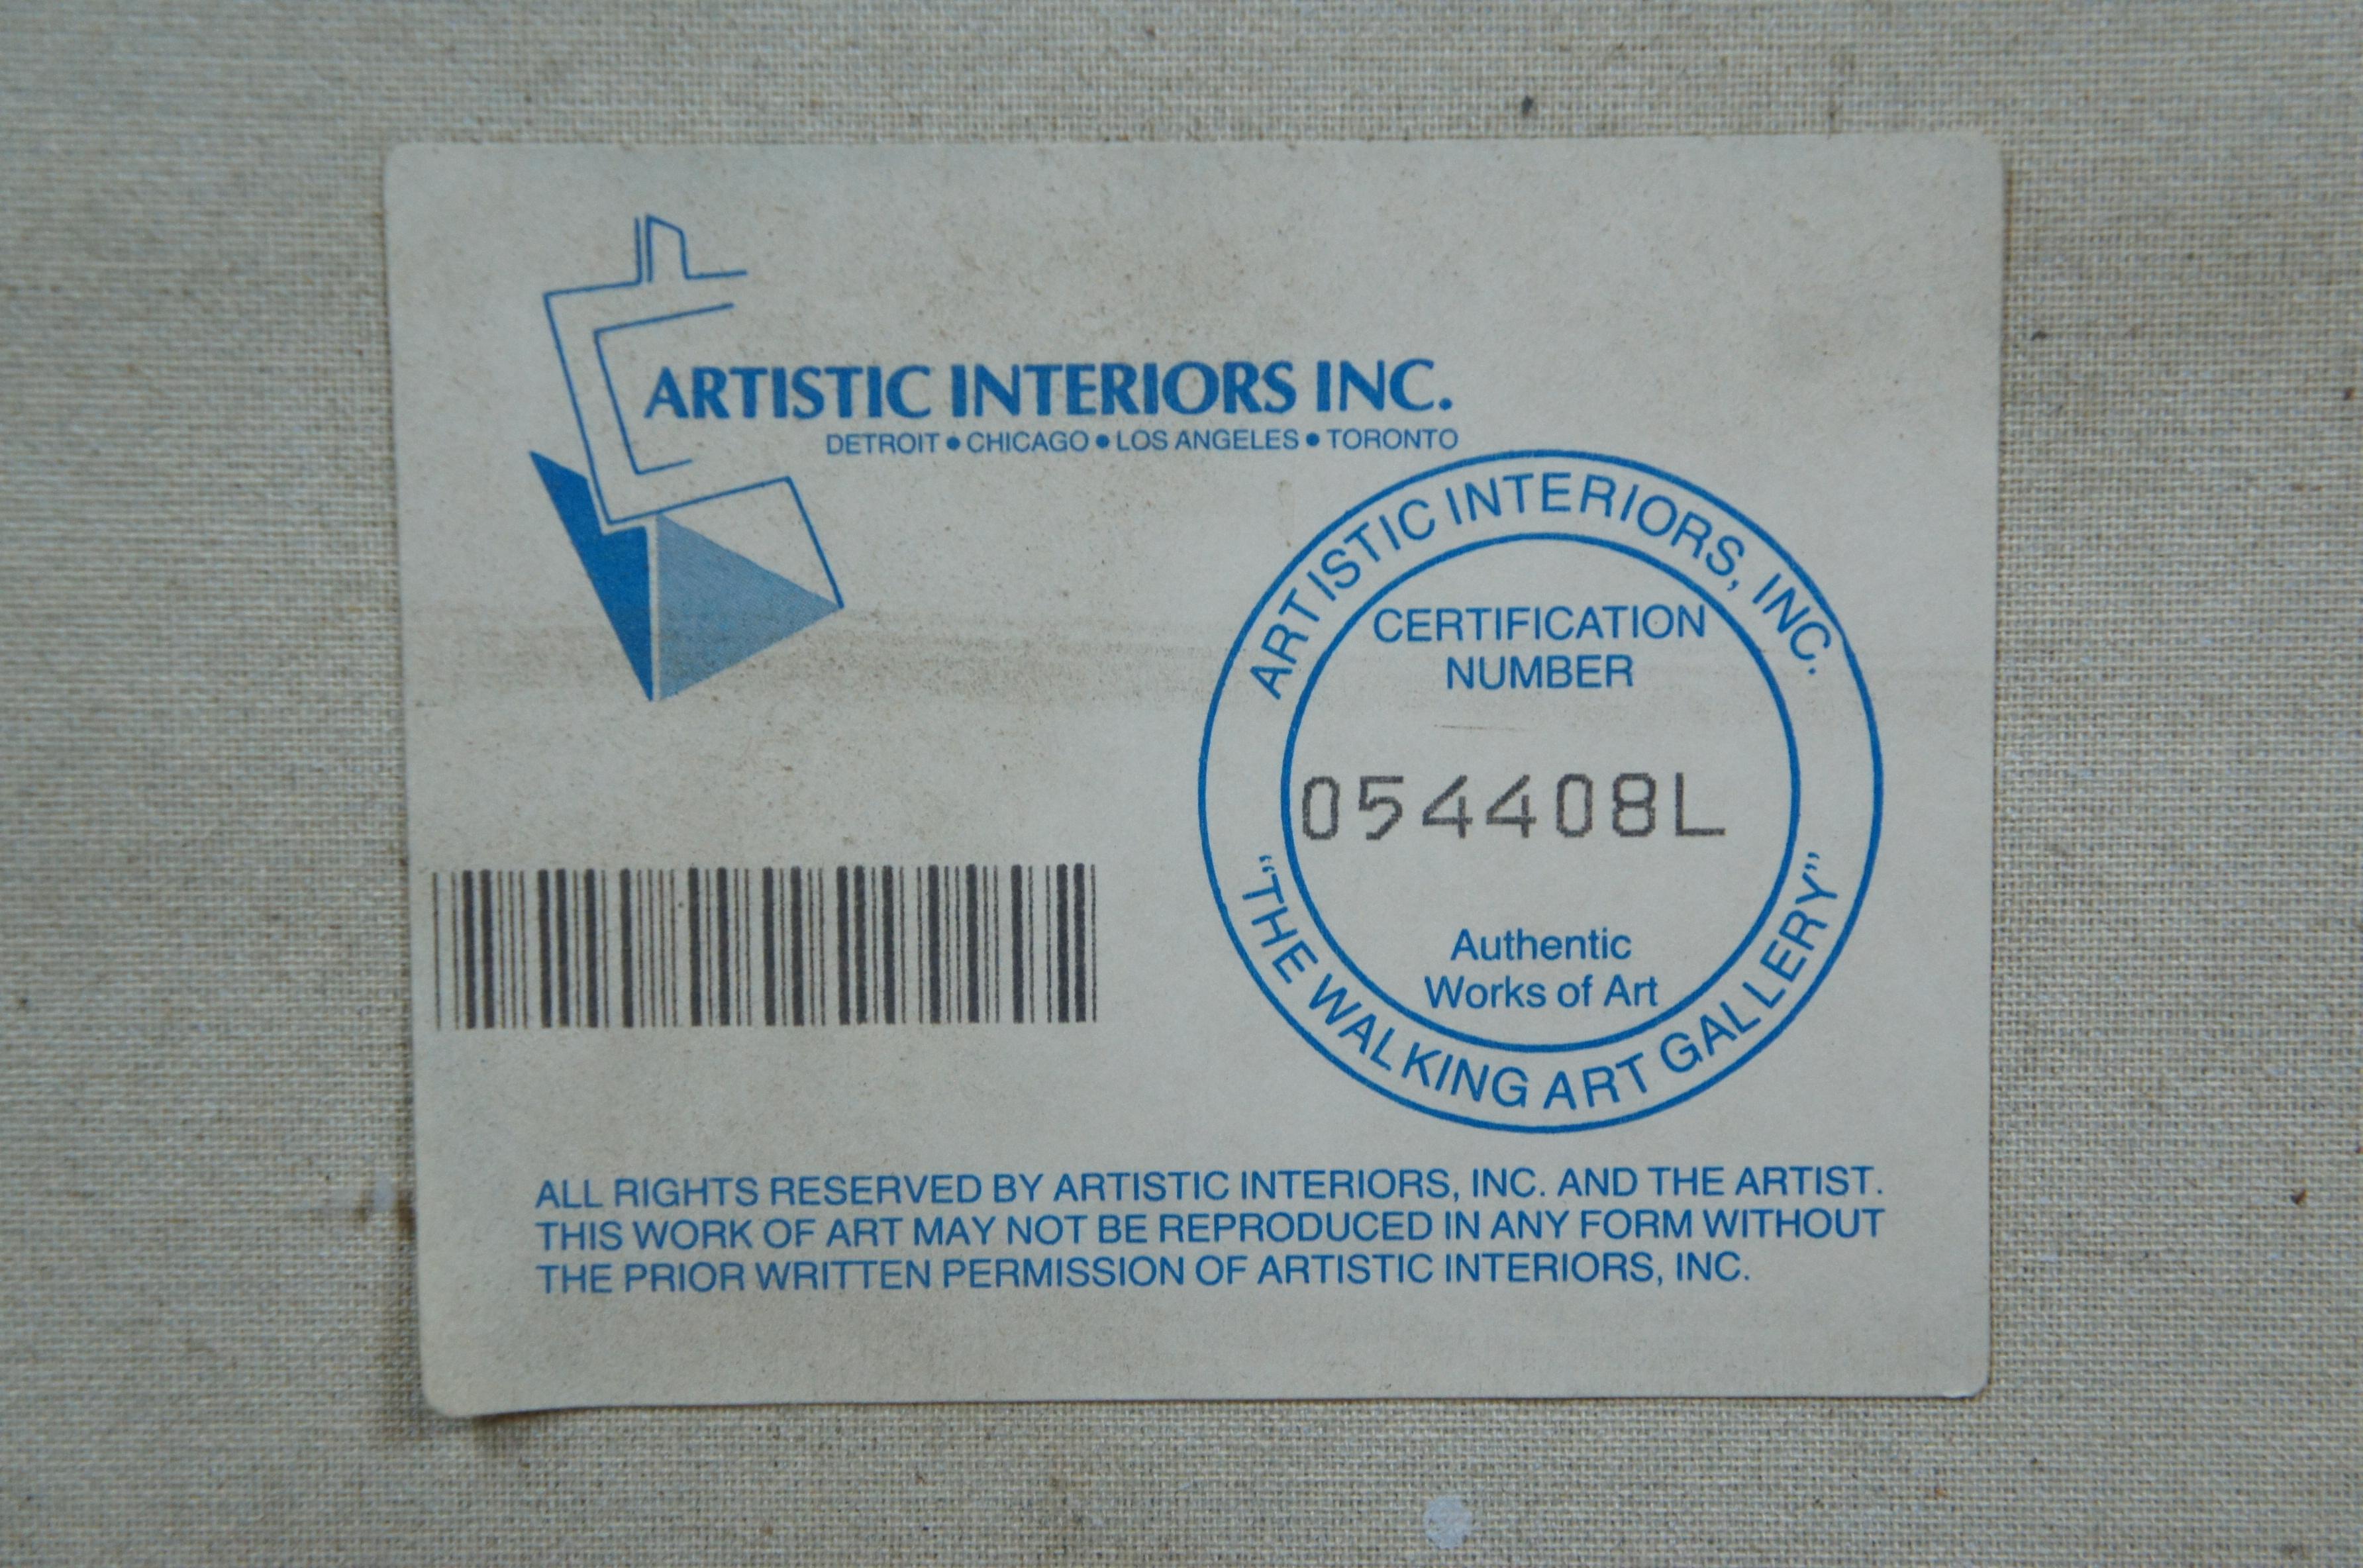 ARTISTIC INTERIORS INC.
DETROIT • CHICAGO • LOS ANGELES • TORONTO
ARTISTIC INTERIORS, INC.
CERTIFICATION
NUMBER
054408L
Authentic
Works of Art
"THE WALKING ART GALLERY"
ALL RIGHTS RESERVED BY ARTISTIC INTERIORS, INC. AND THE ARTIST.
THIS WORK OF ART MAY NOT BE REPRODUCED IN ANY FORM WITHOUT
THE PRIOR WRITTEN PERMISSION OF ARTISTIC INTERIORS, INC.